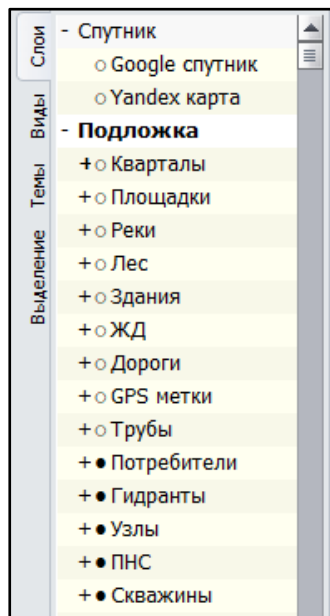 Слои
Виды
Темы
Выделение
- Спутник
○ Google спутник
○ Yandex карта
- Подложка
+○ Кварталы
+○ Площадки
+○ Реки
+○ Лес
+○ Здания
+○ ЖД
+○ Дороги
+○ GPS метки
+○ Трубы
+● Потребители
+● Гидранты
+● Узлы
+● ПНС
+● Скважины